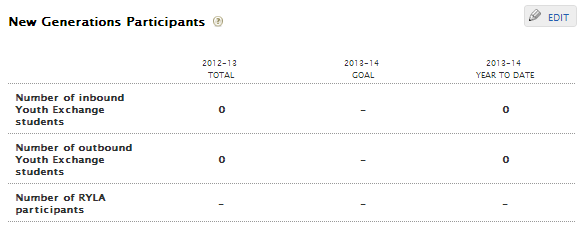 New Generations Participants ?
EDIT
2012-13 2013-14 2013-14
TOTAL GOAL YEAR TO DATE
Number of inbound
Youth Exchange 0 – 0
students
Number of outbound
Youth Exchange 0 – 0
students
Number of RYLA
participants – – –